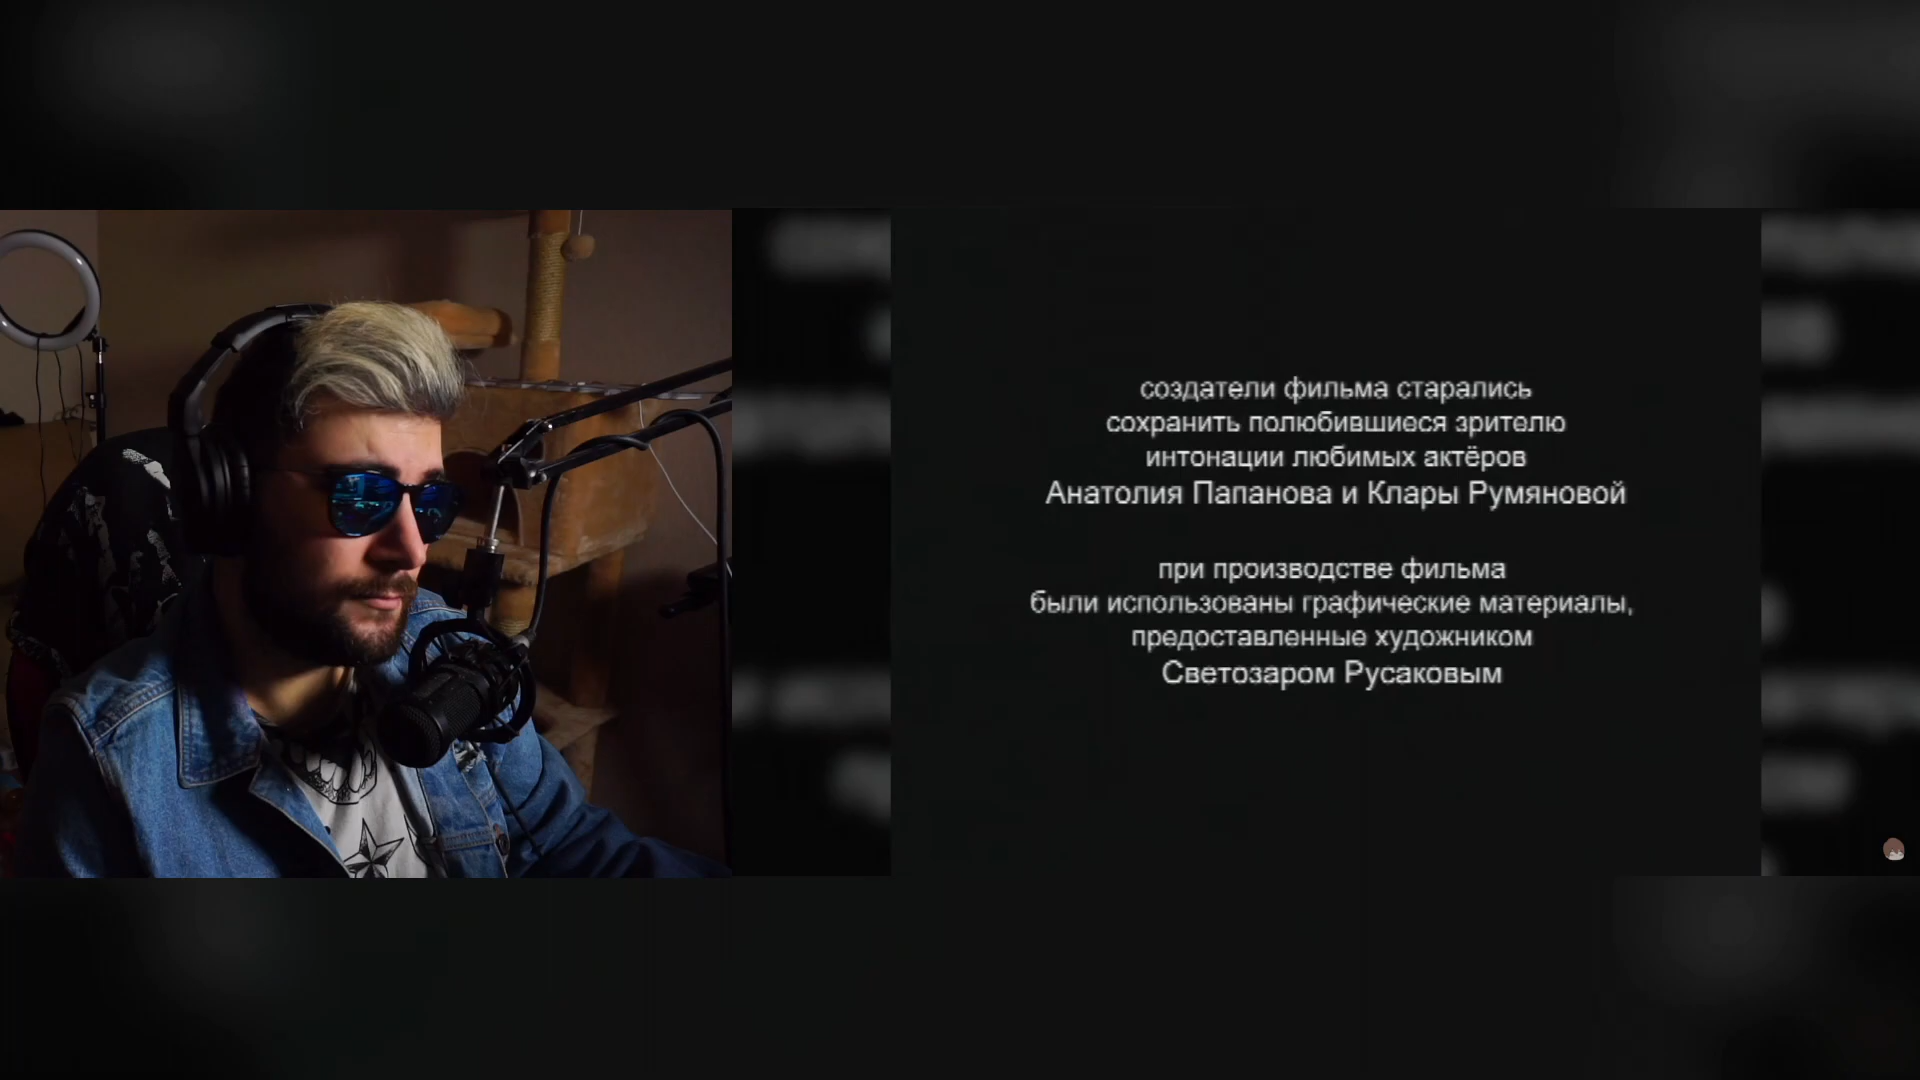 создатели фильма старались
сохранить полюбившиеся зрителю
интонации любимых актёров
Анатолия Папанова и Клары Румяновой
при производстве фильма
были использованы графические материалы,
предоставленные художником
Светозаром Русаковым